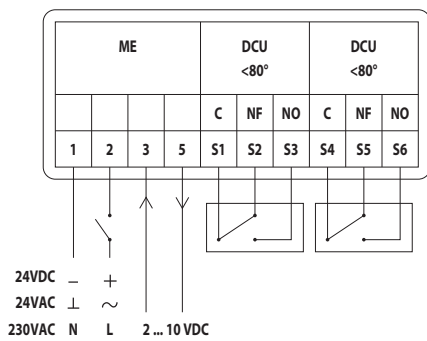 ME DCU DCU
<80° <80°
C NF NO C NF NO
1 2 3 5 S1 S2 S3 S4 S5 S6
24VDC – +
24VAC ⊥ ~
230VAC N L 2 ... 10 VDC